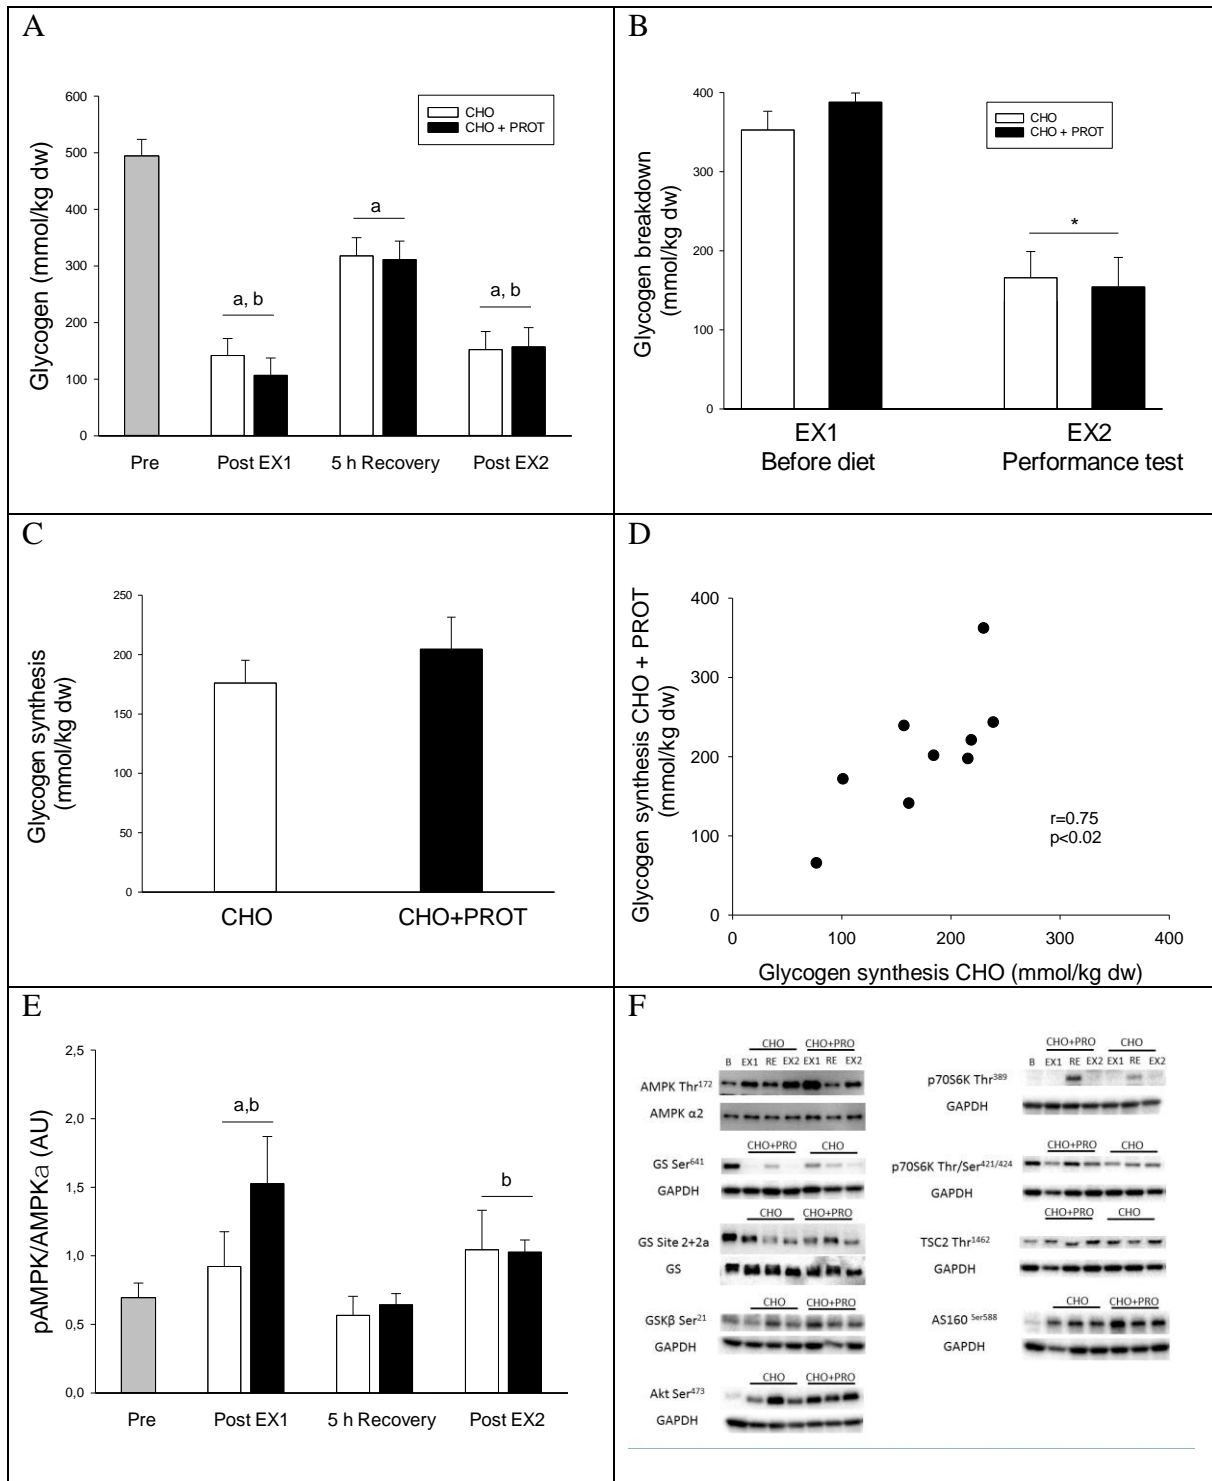 A
600
500
400
300
200
100
0
Glycogen (mmol/kg dw)
CHO
CHO + PROT
a, b
a
a, b
Pre Post EX1 5 h Recovery Post EX2
B
400
300
200
100
0
Glycogen breakdown
(mmol/kg dw)
CHO
CHO + PROT
*
EX1 EX2
Before diet Performance test
C
250
200
150
100
50
0
Glycogen synthesis
(mmol/kg dw)
CHO CHO+PROT
D
400
300
200
100
0
Glycogen synthesis CHO + PROT
(mmol/kg dw)
r=0.75
p<0.02
0 100 200 300 400
Glycogen synthesis CHO (mmol/kg dw)
E
2,5
2,0
1,5
1,0
0,5
0,0
pAMPK/AMPKa (AU)
a,b
b
Pre Post EX1 5 h Recovery Post EX2
F
CHO CHO+PRO
B EX1 RE EX2 EX1 RE EX2
AMPK Thr172
AMPK α2
CHO+PRO CHO
GS Ser641
GAPDH
CHO CHO+PRO
GS Site 2+2a
GS
CHO CHO+PRO
GSKβ Ser21
GAPDH
CHO CHO+PRO
Akt Ser473
GAPDH
CHO+PRO CHO
B EX1 RE EX2 EX1 RE EX2
p70S6K Thr389
GAPDH
CHO+PRO CHO
p70S6K Thr/Ser421/424
GAPDH
CHO+PRO CHO
TSC2 Thr1462
GAPDH
CHO CHO+PRO
AS160 Ser588
GAPDH